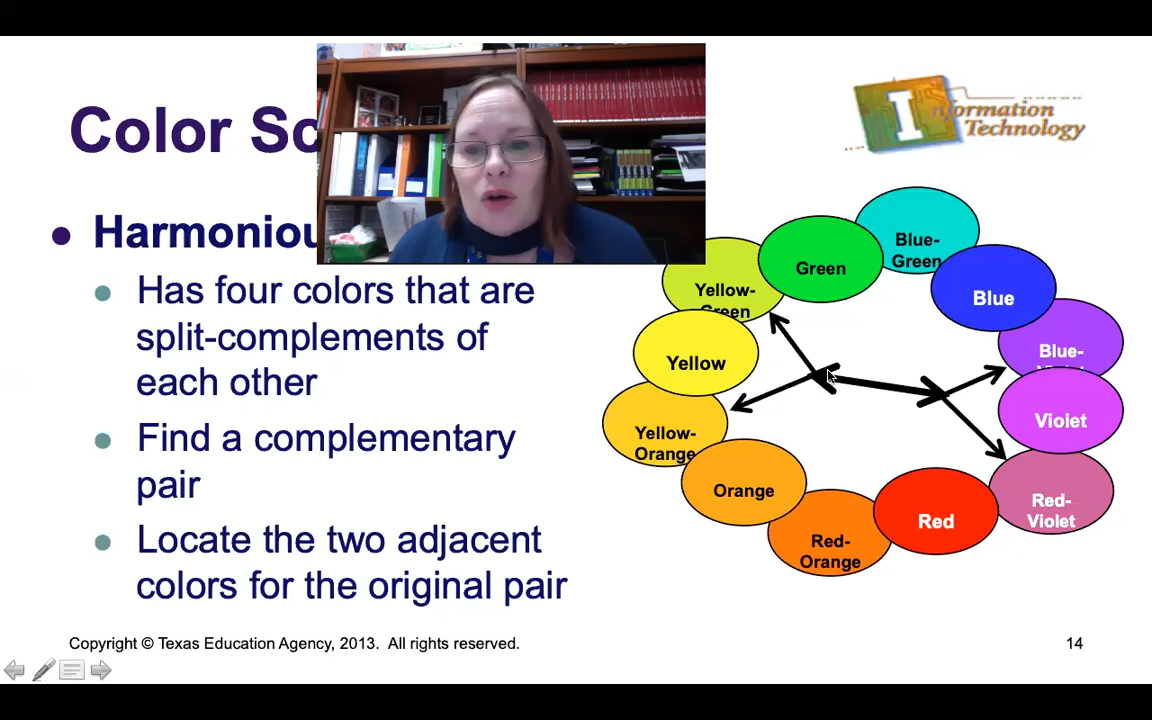 Color Sc
Information
Technology
Harmoniou
Has four colors that are
split-complements of
each other
Find a complementary
pair
Locate the two adjacent
colors for the original pair
Blue-
Green
Green
Blue
Yellow-
Green
Blue-
Yellow
Violet
Yellow-
Orange
Orange
Red-
Violet
Red
Red-
Orange
Copyright © Texas Education Agency, 2013. All rights reserved.
14